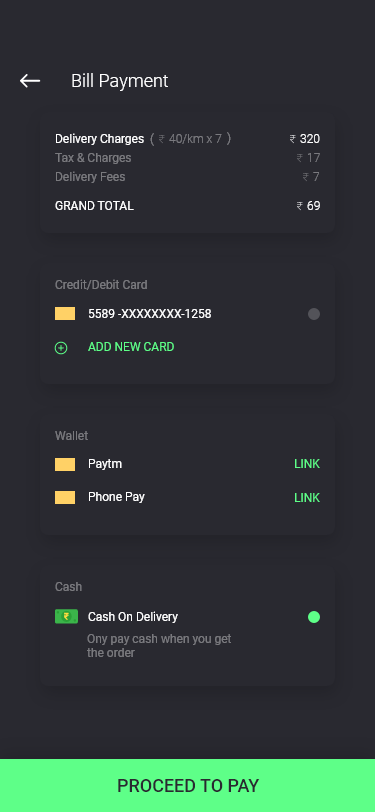 Bill Payment
Delivery Charges ( ₹ 40/km x 7 ) ₹ 320
Tax & Charges ₹ 17
Delivery Fees ₹ 7
GRAND TOTAL ₹ 69
Credit/Debit Card
5589 -XXXXXXXX-1258
ADD NEW CARD
Wallet
Paytm LINK
Phone Pay LINK
Cash
₹ Cash On Delivery
Ony pay cash when you get
the order
PROCEED TO PAY